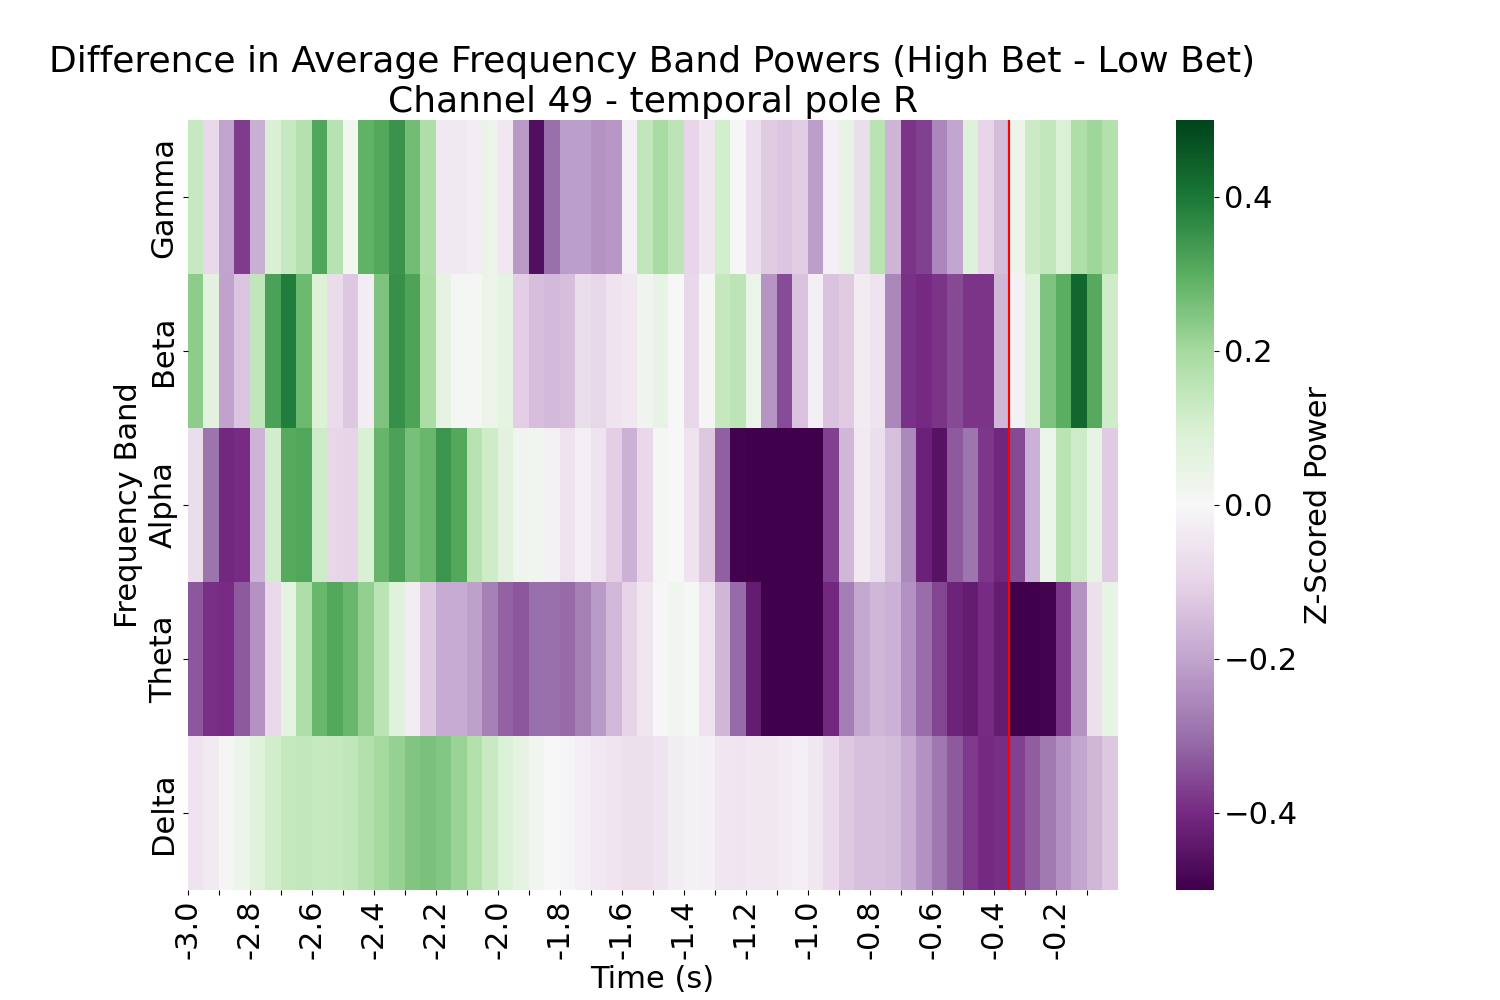 Difference in Average Frequency Band Powers (High Bet - Low Bet)
Channel 49 - temporal pole R
Frequency Band
Gamma
Beta
Alpha
Theta
Delta
-3.0
-2.8
-2.6
-2.4
-2.2
-2.0
-1.8
-1.6
-1.4
-1.2
-1.0
-0.8
-0.6
-0.4
-0.2
Time (s)
0.4
0.2
0.0
−0.2
−0.4
Z-Scored Power